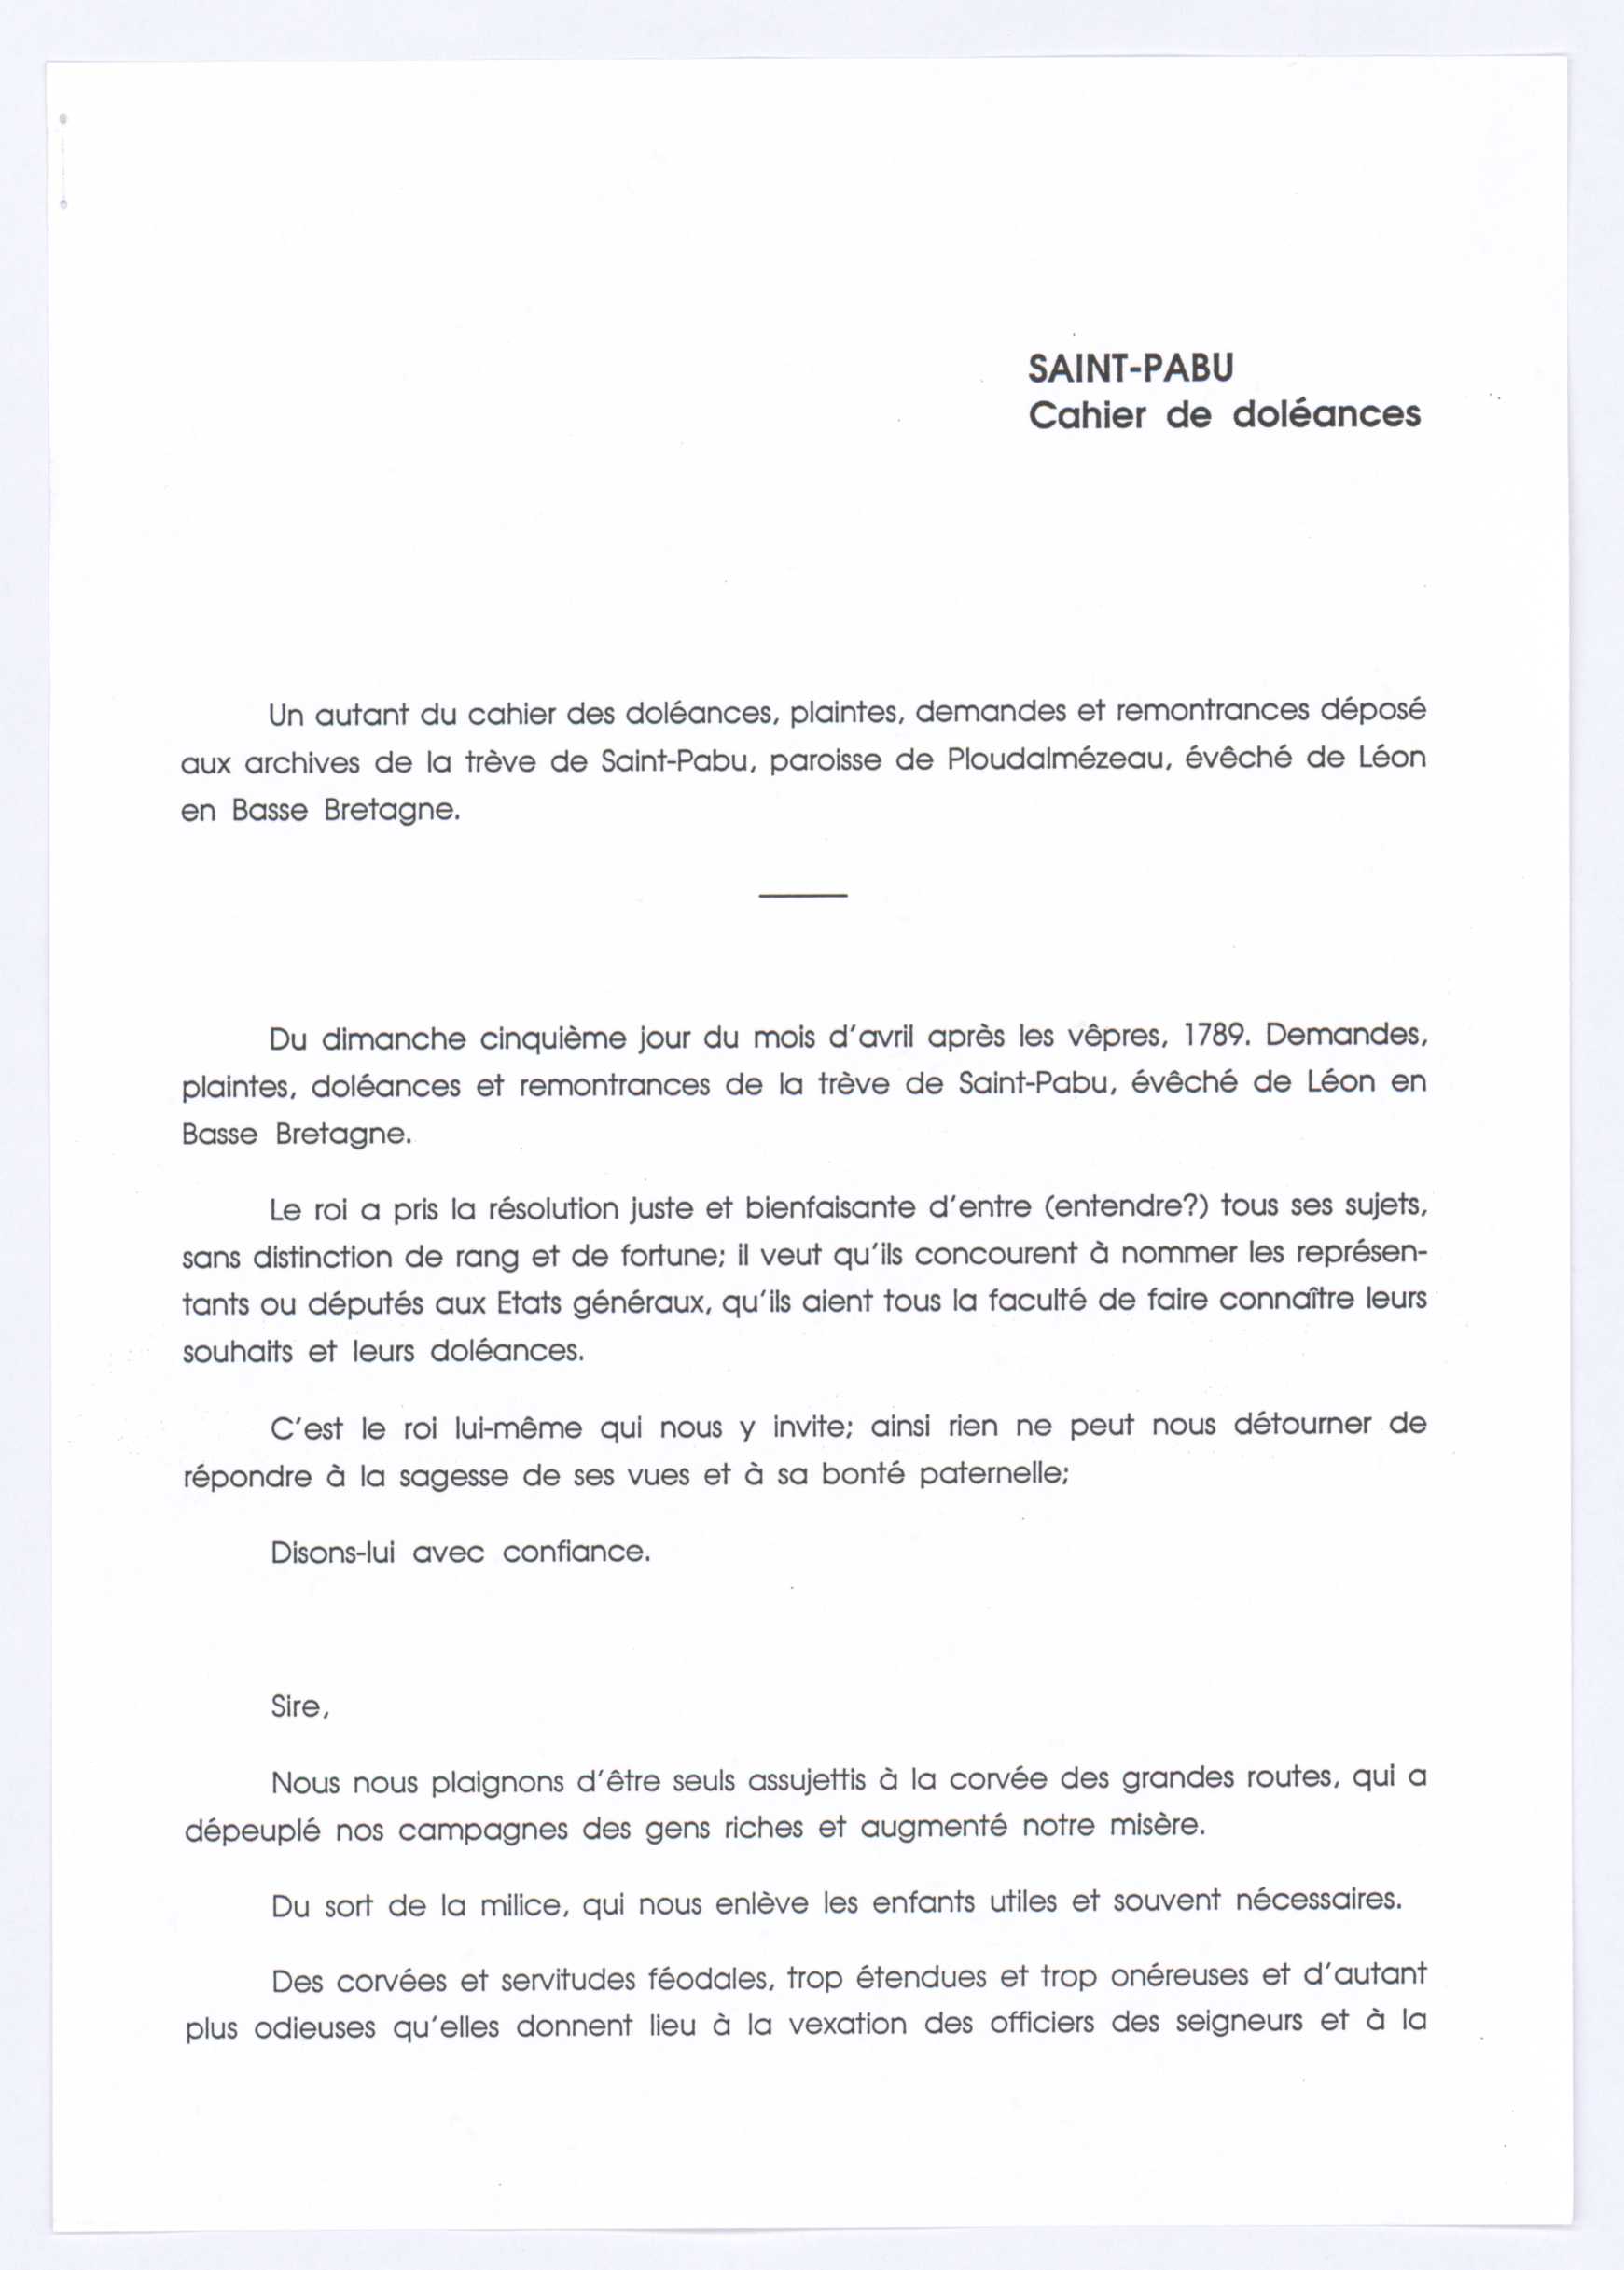 SAINT-PABU
Cahier de doléances
Un autant du cahier des doléances, plaintes, demandes et remontrances déposé
aux archives de la trève de Saint-Pabu, paroisse de Ploudalmézeau, évêché de Léon
en Basse Bretagne.
Du dimanche cinquième jour du mois d'avril après les vêpres, 1789. Demandes,
plaintes, doléances et remontrances de la trève de Saint-Pabu, évêché de Léon en
Basse Bretagne.
Le roi a pris la résolution juste et bienfaisante d'entre (entendre?) tous ses sujets,
sans distinction de rang et de fortune; il veut qu'ils concourent à nommer les représen-
tants ou députés aux Etats généraux, qu'ils aient tous la faculté de faire connaître leurs
souhaits et leurs doléances.
C'est le roi lui-même qui nous y invite; ainsi rien ne peut nous détourner de
répondre à la sagesse de ses vues et à sa bonté paternelle;
Disons-lui avec confiance.
Sire,
Nous nous plaignons d'être seuls assujettis à la corvée des grandes routes, qui a
dépeuplé nos campagnes des gens riches et augmenté notre misère.
Du sort de la milice, qui nous enlève les enfants utiles et souvent nécessaires.
Des corvées et servitudes féodales, trop étendues et trop onéreuses et d'autant
plus odieuses qu'elles donnent lieu à la vexation des officiers des seigneurs et à la